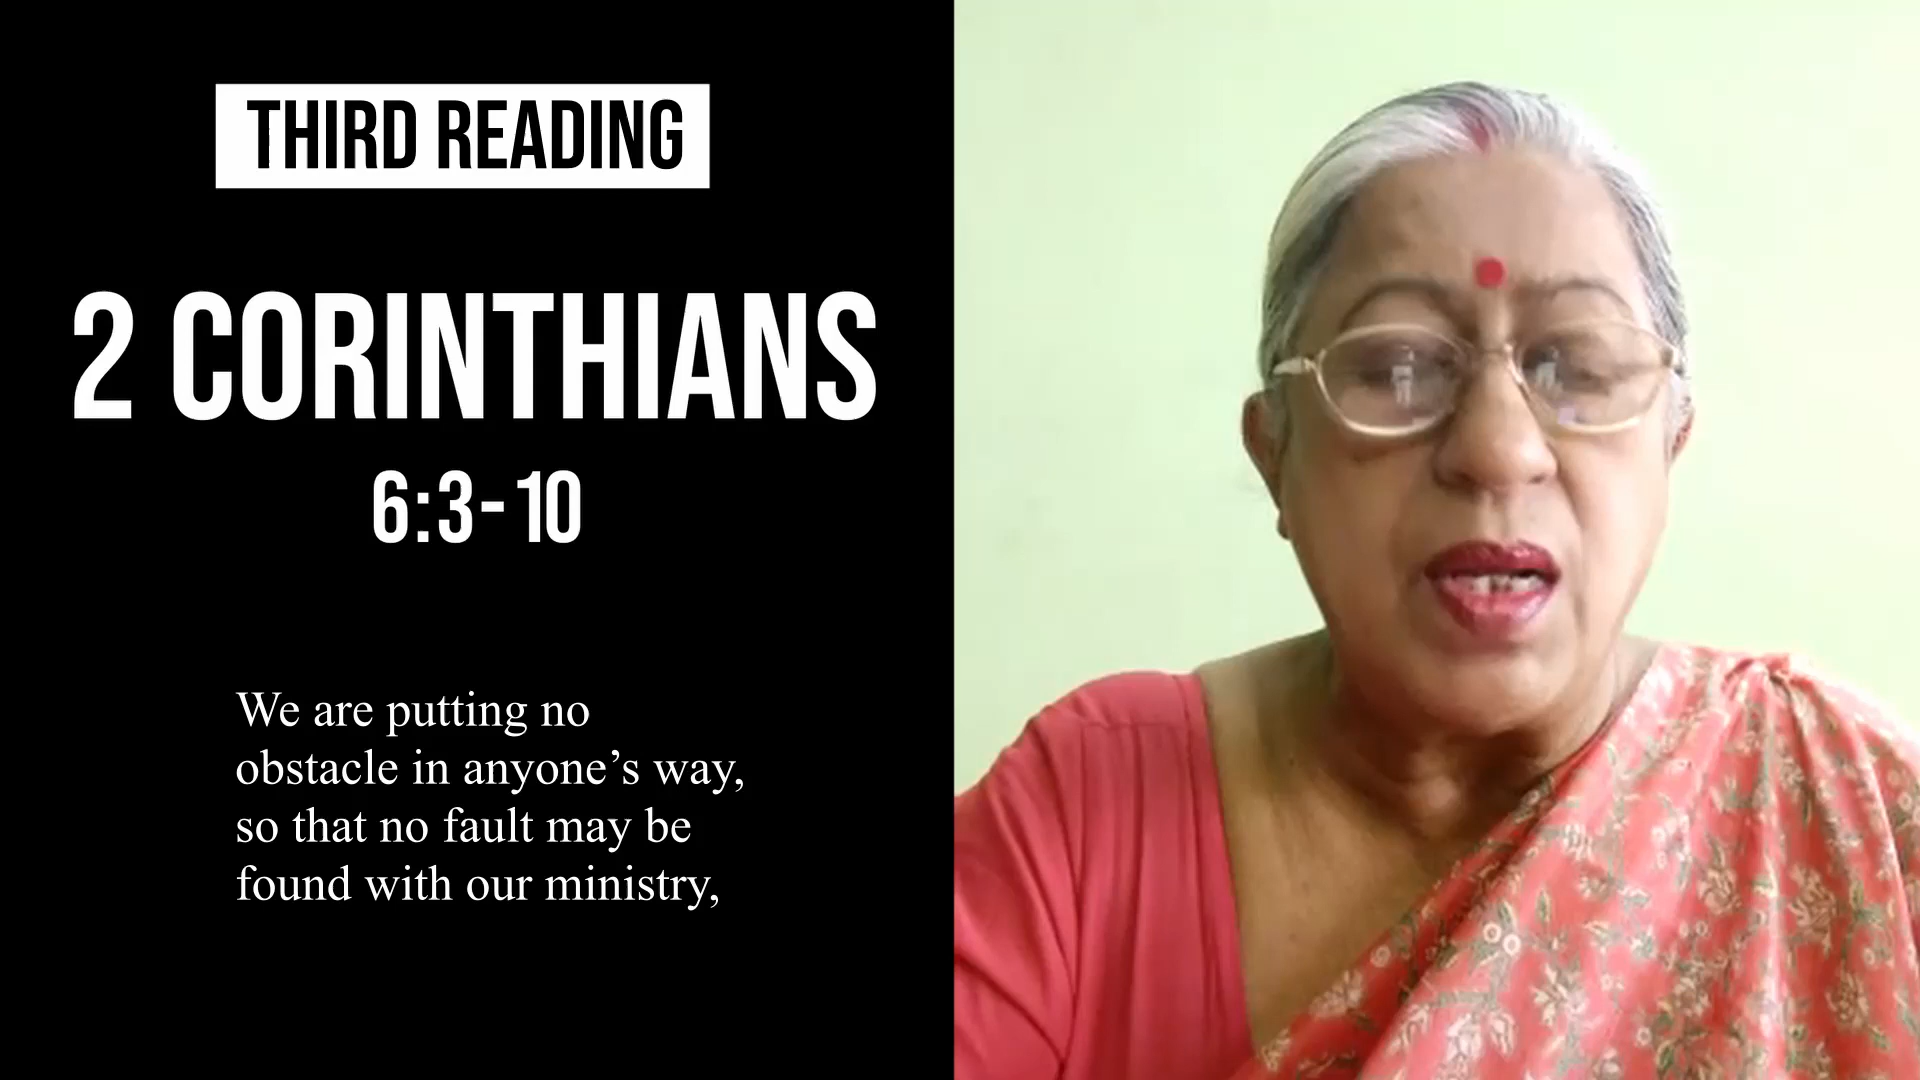 THIRD READING
2 CORINTHIANS
6:3-10
We are putting no
obstacle in anyone’s way,
so that no fault may be
found with our ministry,